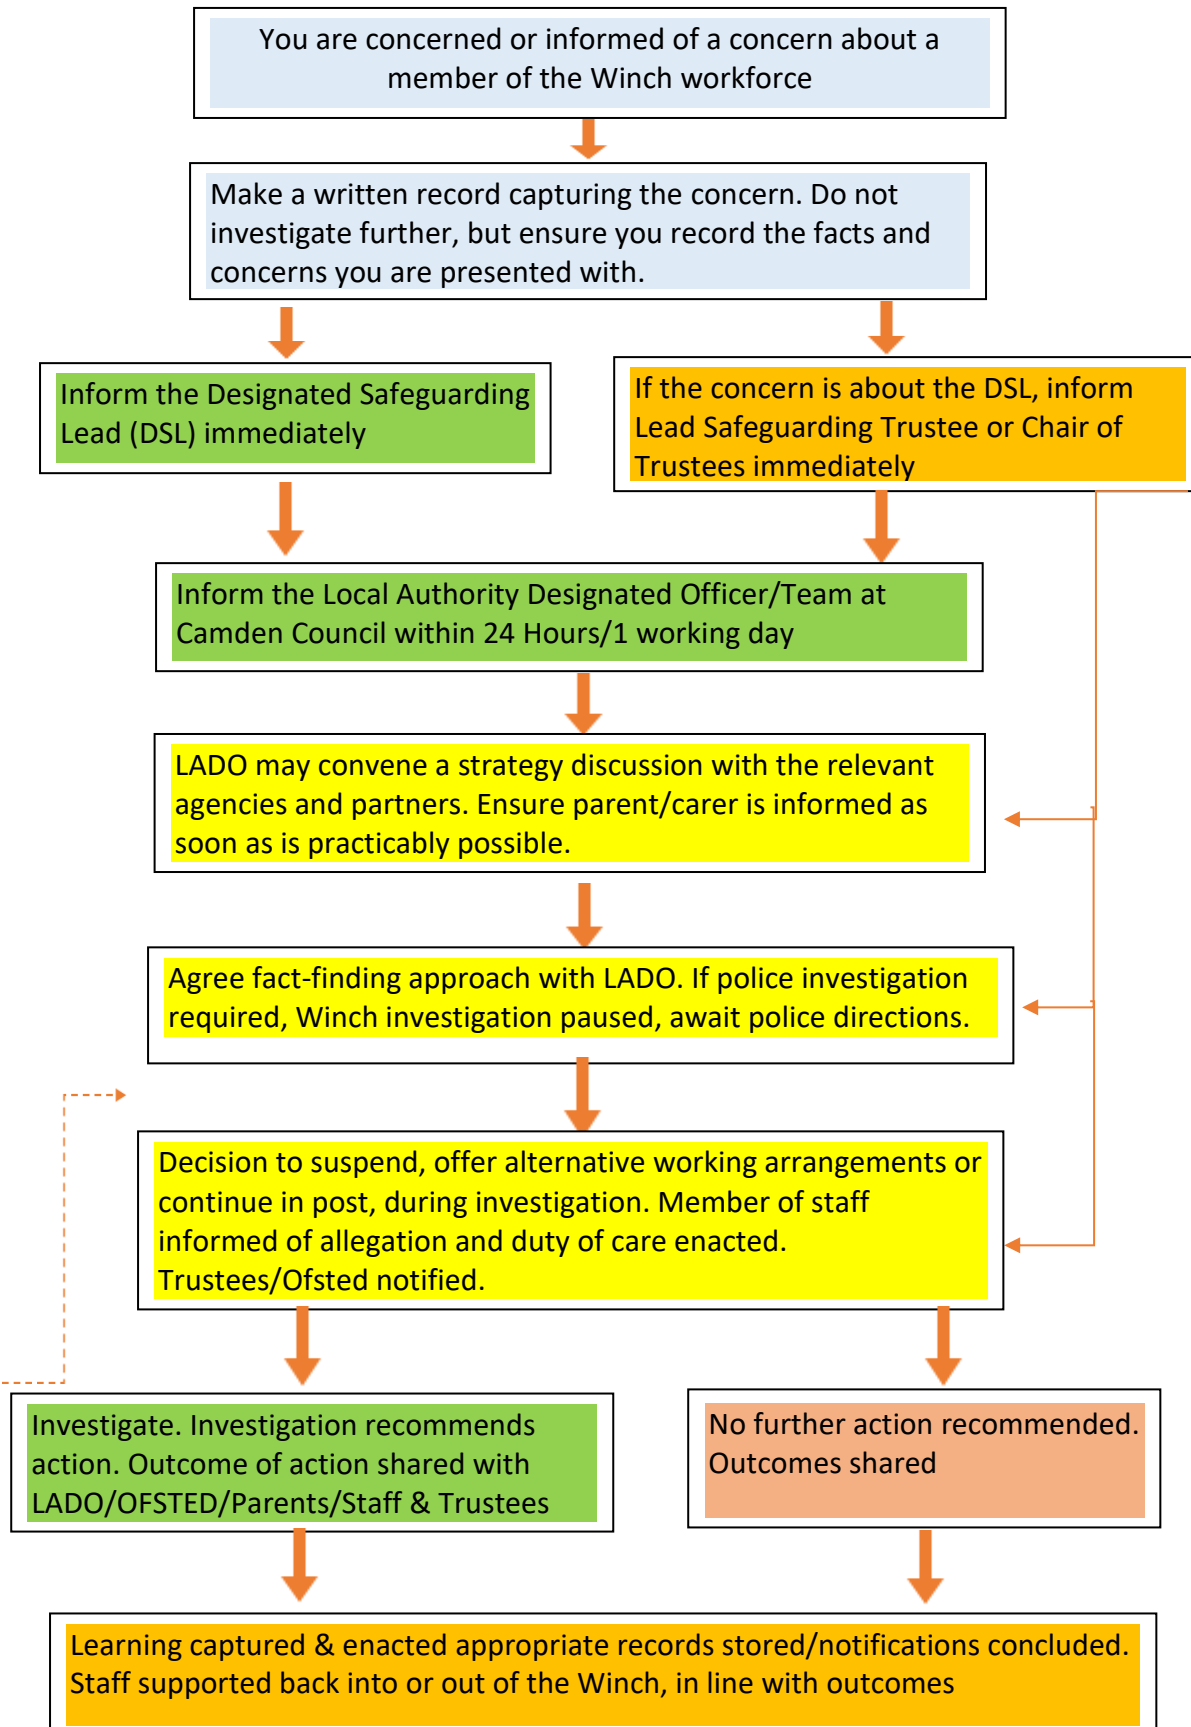 You are concerned or informed of a concern about a
member of the Winch workforce
Make a written record capturing the concern. Do not
investigate further, but ensure you record the facts and
concerns you are presented with.
Inform the Designated Safeguarding
Lead (DSL) immediately
If the concern is about the DSL, inform
Lead Safeguarding Trustee or Chair of
Trustees immediately
Inform the Local Authority Designated Officer/Team at
Camden Council within 24 Hours/1 working day
LADO may convene a strategy discussion with the relevant
agencies and partners. Ensure parent/carer is informed as
soon as is practicably possible.
Agree fact-finding approach with LADO. If police investigation
required, Winch investigation paused, await police directions.
Decision to suspend, offer alternative working arrangements or
continue in post, during investigation. Member of staff
informed of allegation and duty of care enacted.
Trustees/Ofsted notified.
Investigate. Investigation recommends
action. Outcome of action shared with
LADO/OFSTED/Parents/Staff & Trustees
No further action recommended.
Outcomes shared
Learning captured & enacted appropriate records stored/notifications concluded.
Staff supported back into or out of the Winch, in line with outcomes